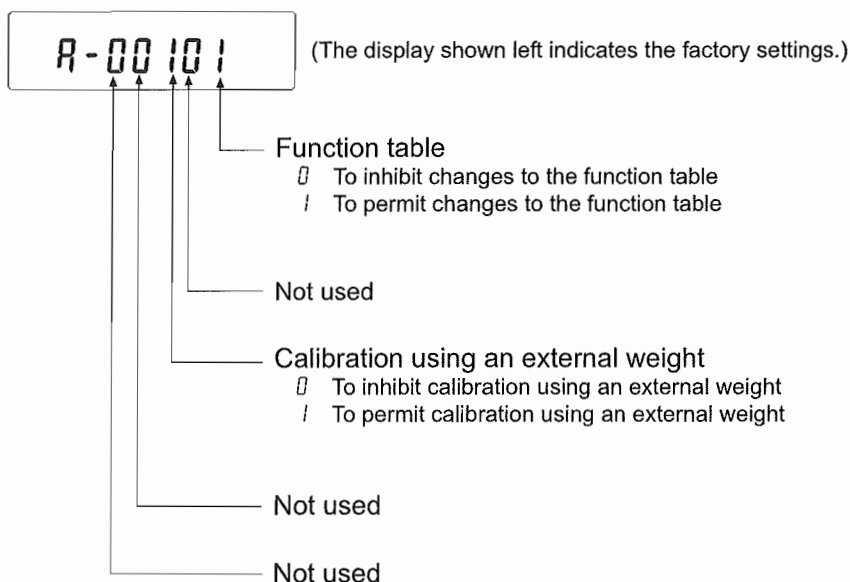 A-00101
(The display shown left indicates the factory settings.)
Function table
0 To inhibit changes to the function table
1 To permit changes to the function table
Not used
Calibration using an external weight
0 To inhibit calibration using an external weight
1 To permit calibration using an external weight
Not used
Not used